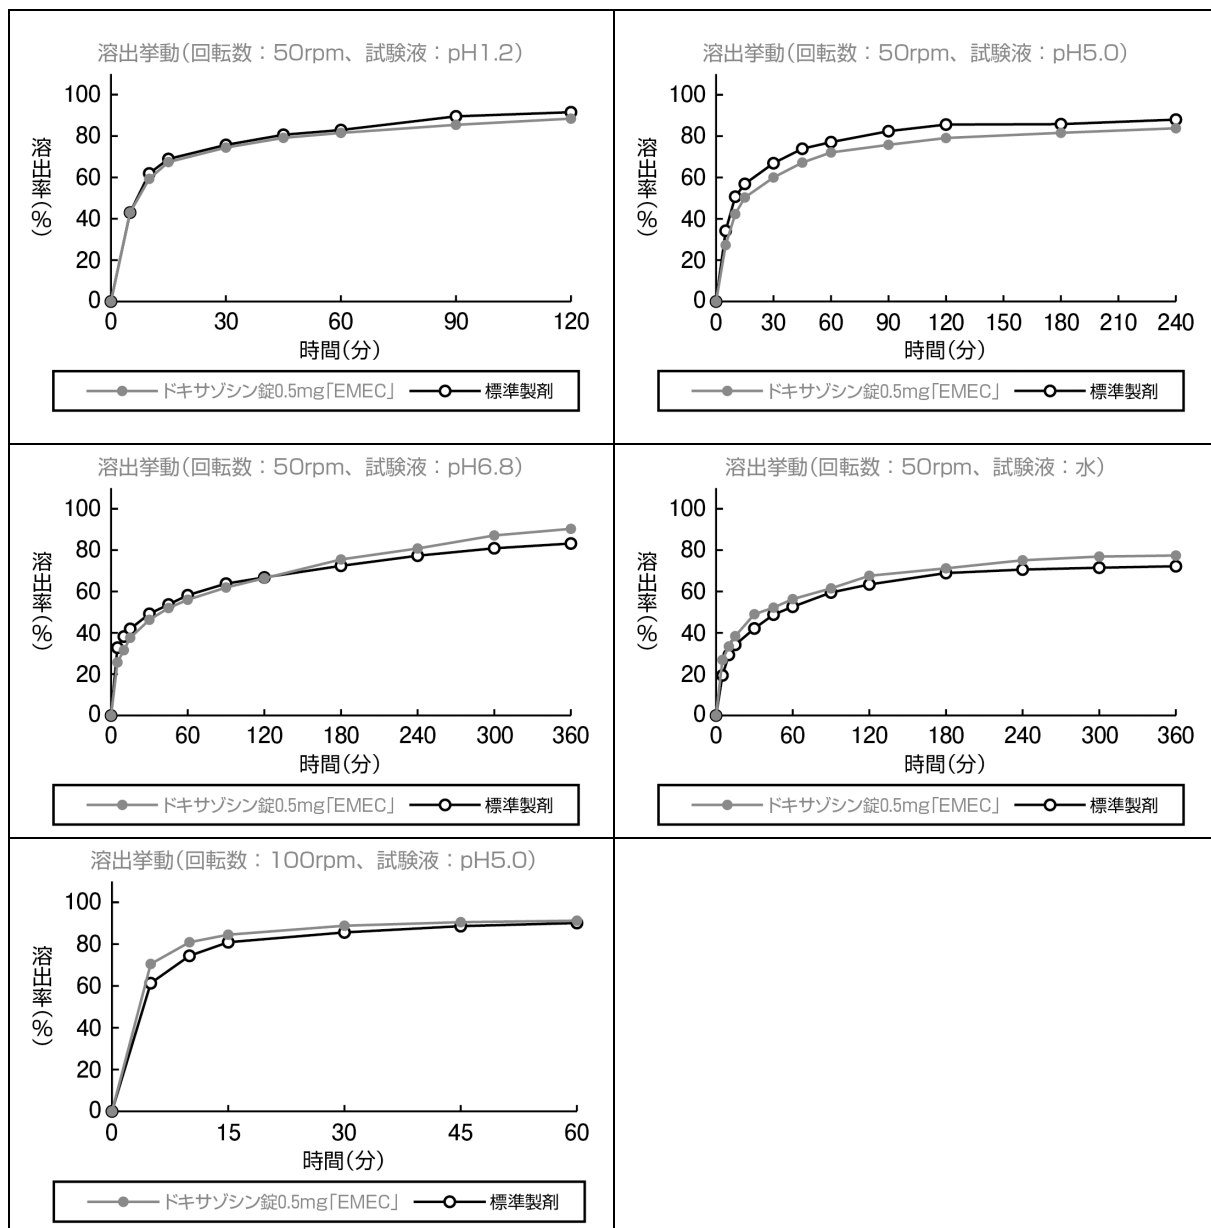 溶出挙動(回転数：50rpm、試験液：pH1.2)
溶出率(%)
100
80
60
40
20
0
0 30 60 90 120
時間(分)
ドキサゾシン錠0.5mg「EMEC」 標準製剤
溶出挙動(回転数：50rpm、試験液：pH5.0)
溶出率(%)
100
80
60
40
20
0
0 30 60 90 120 150 180 210 240
時間(分)
ドキサゾシン錠0.5mg「EMEC」 標準製剤
溶出挙動(回転数：50rpm、試験液：pH6.8)
溶出率(%)
100
80
60
40
20
0
0 60 120 180 240 300 360
時間(分)
ドキサゾシン錠0.5mg「EMEC」 標準製剤
溶出挙動(回転数：50rpm、試験液：水)
溶出率(%)
100
80
60
40
20
0
0 60 120 180 240 300 360
時間(分)
ドキサゾシン錠0.5mg「EMEC」 標準製剤
溶出挙動(回転数：100rpm、試験液：pH5.0)
溶出率(%)
100
80
60
40
20
0
0 15 30 45 60
時間(分)
ドキサゾシン錠0.5mg「EMEC」 標準製剤